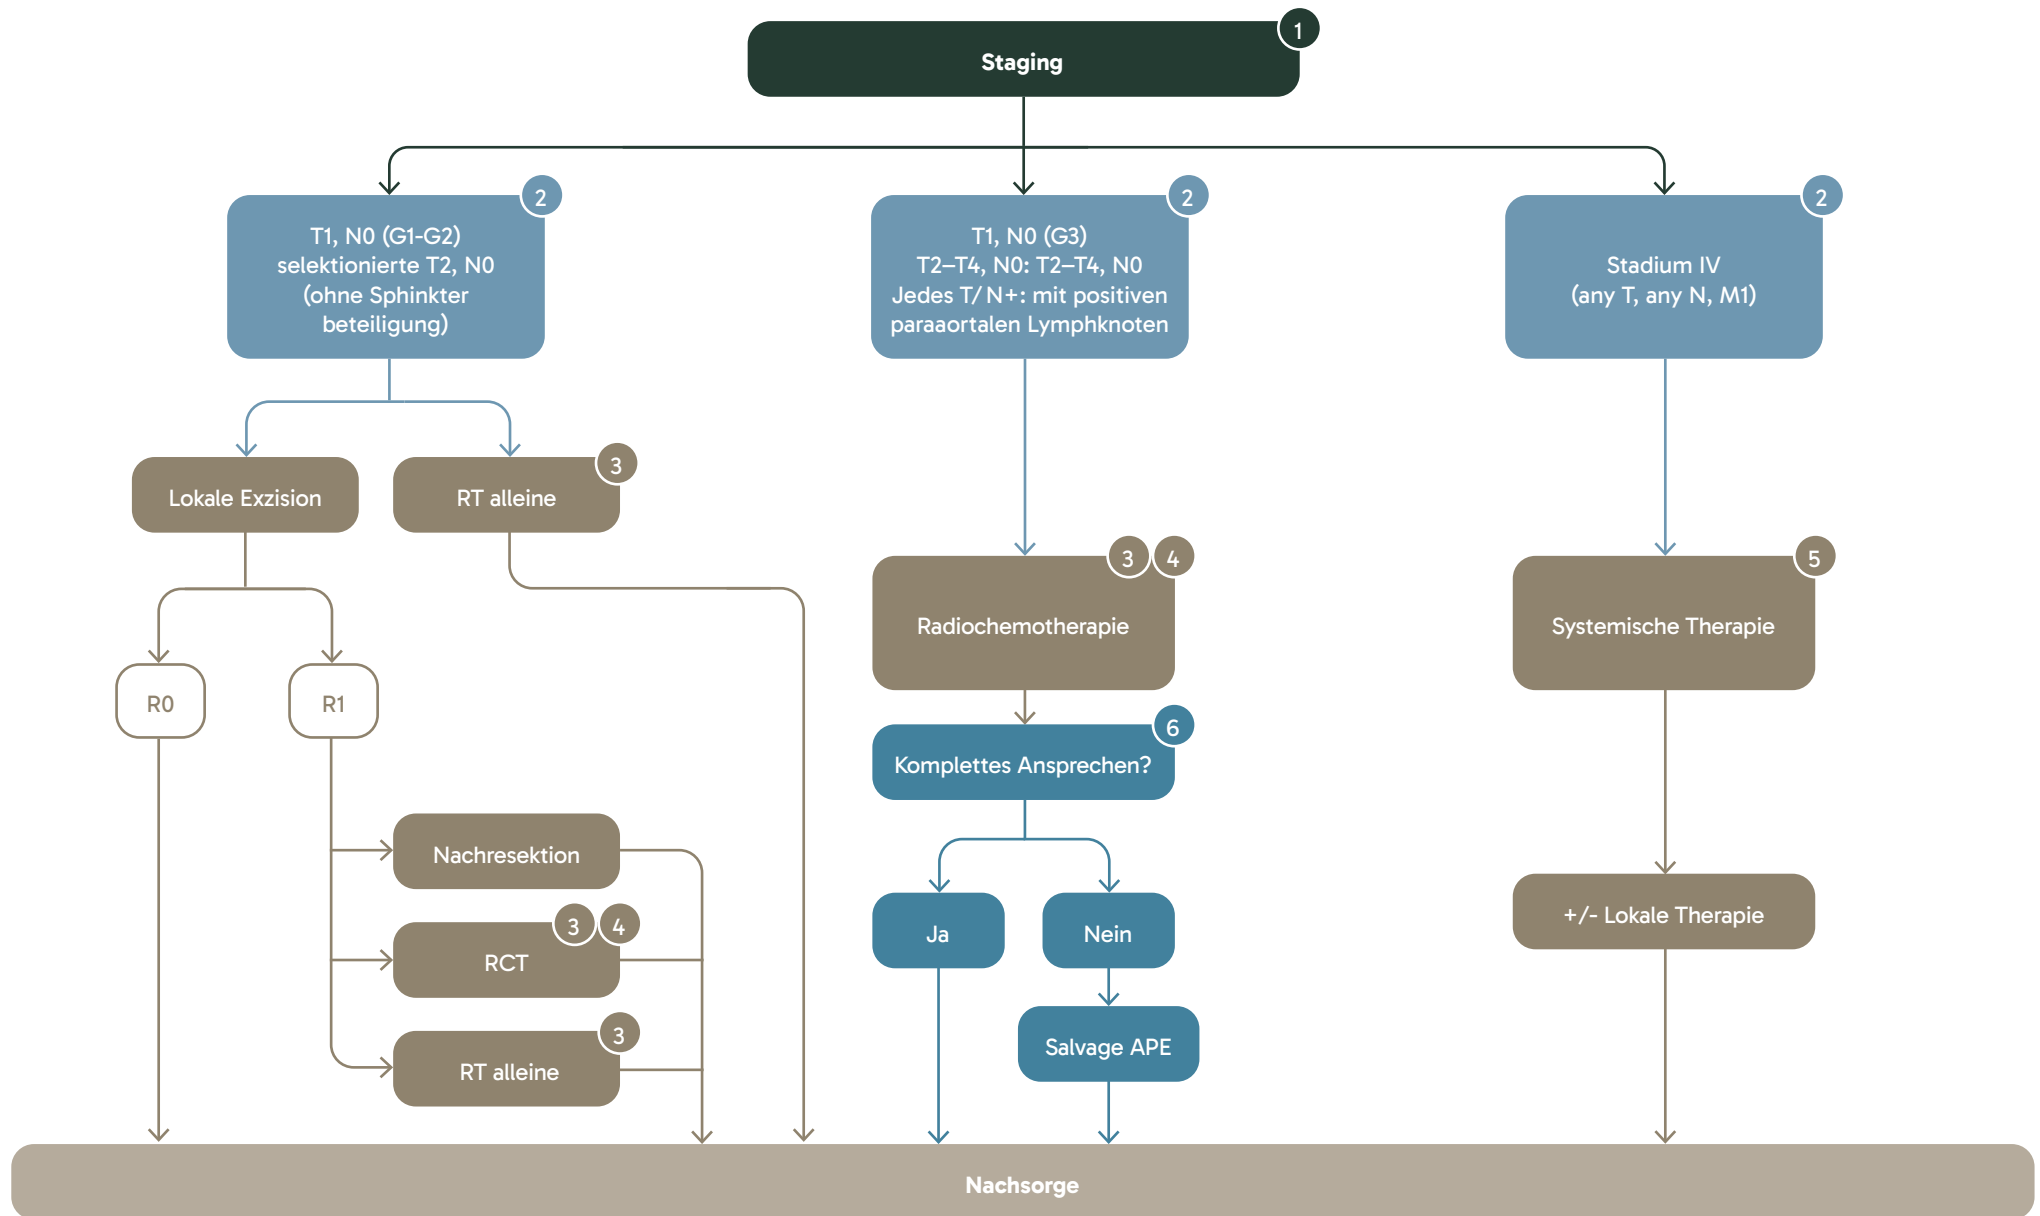 1
Staging
2
T1, N0 (G1-G2)
selektionierte T2, N0
(ohne Sphinkter
beteiligung)
2
T1, N0 (G3)
T2–T4, N0: T2–T4, N0
Jedes T/N+: mit positiven
paraaortalen Lymphknoten
2
Stadium IV
(any T, any N, M1)
Lokale Exzision
3
RT alleine
R0
R1
Nachresektion
3 4
RCT
3
RT alleine
3 4
Radiochemotherapie
6
Komplettes Ansprechen?
Ja
Nein
Salvage APE
5
Systemische Therapie
+/- Lokale Therapie
Nachsorge